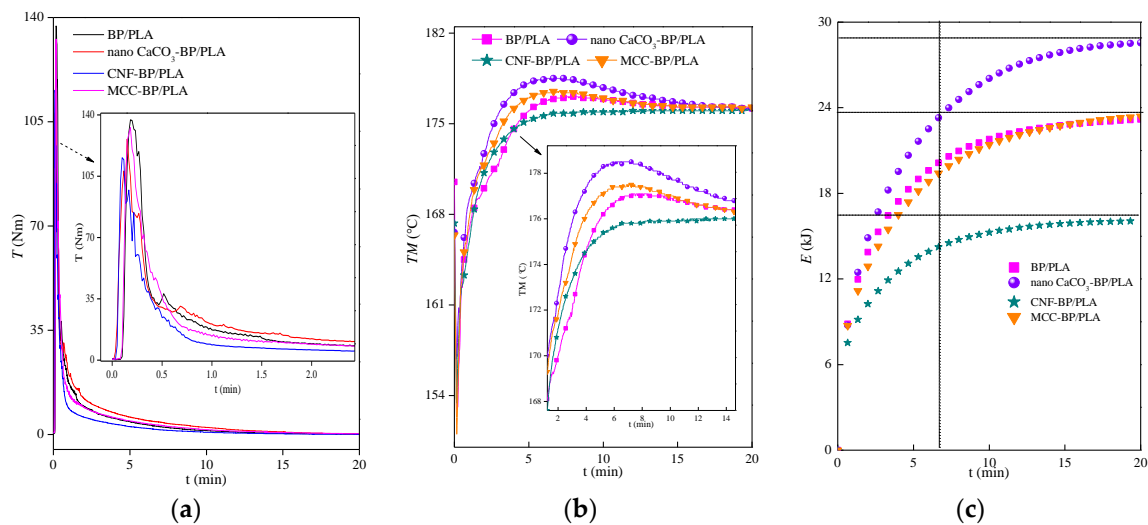 140
105
70
35
0
T (Nm)
BP/PLA
nano CaCO3-BP/PLA
CNF-BP/PLA
MCC-BP/PLA
140
105
70
35
0
T (Nm)
0.0 0.5 1.0 1.5 2.0
t (min)
0 5 10 15 20
t (min)
(a)
182
175
168
161
154
TM (℃)
BP/PLA nano CaCO3-BP/PLA
CNF-BP/PLA MCC-BP/PLA
178
176
174
172
170
168
TM (℃)
2 4 6 8 10 12 14
t (min)
0 5 10 15 20
t (min)
(b)
30
24
18
12
6
0
E (kJ)
BP/PLA
nano CaCO3-BP/PLA
CNF-BP/PLA
MCC-BP/PLA
0 5 10 15 20
t (min)
(c)